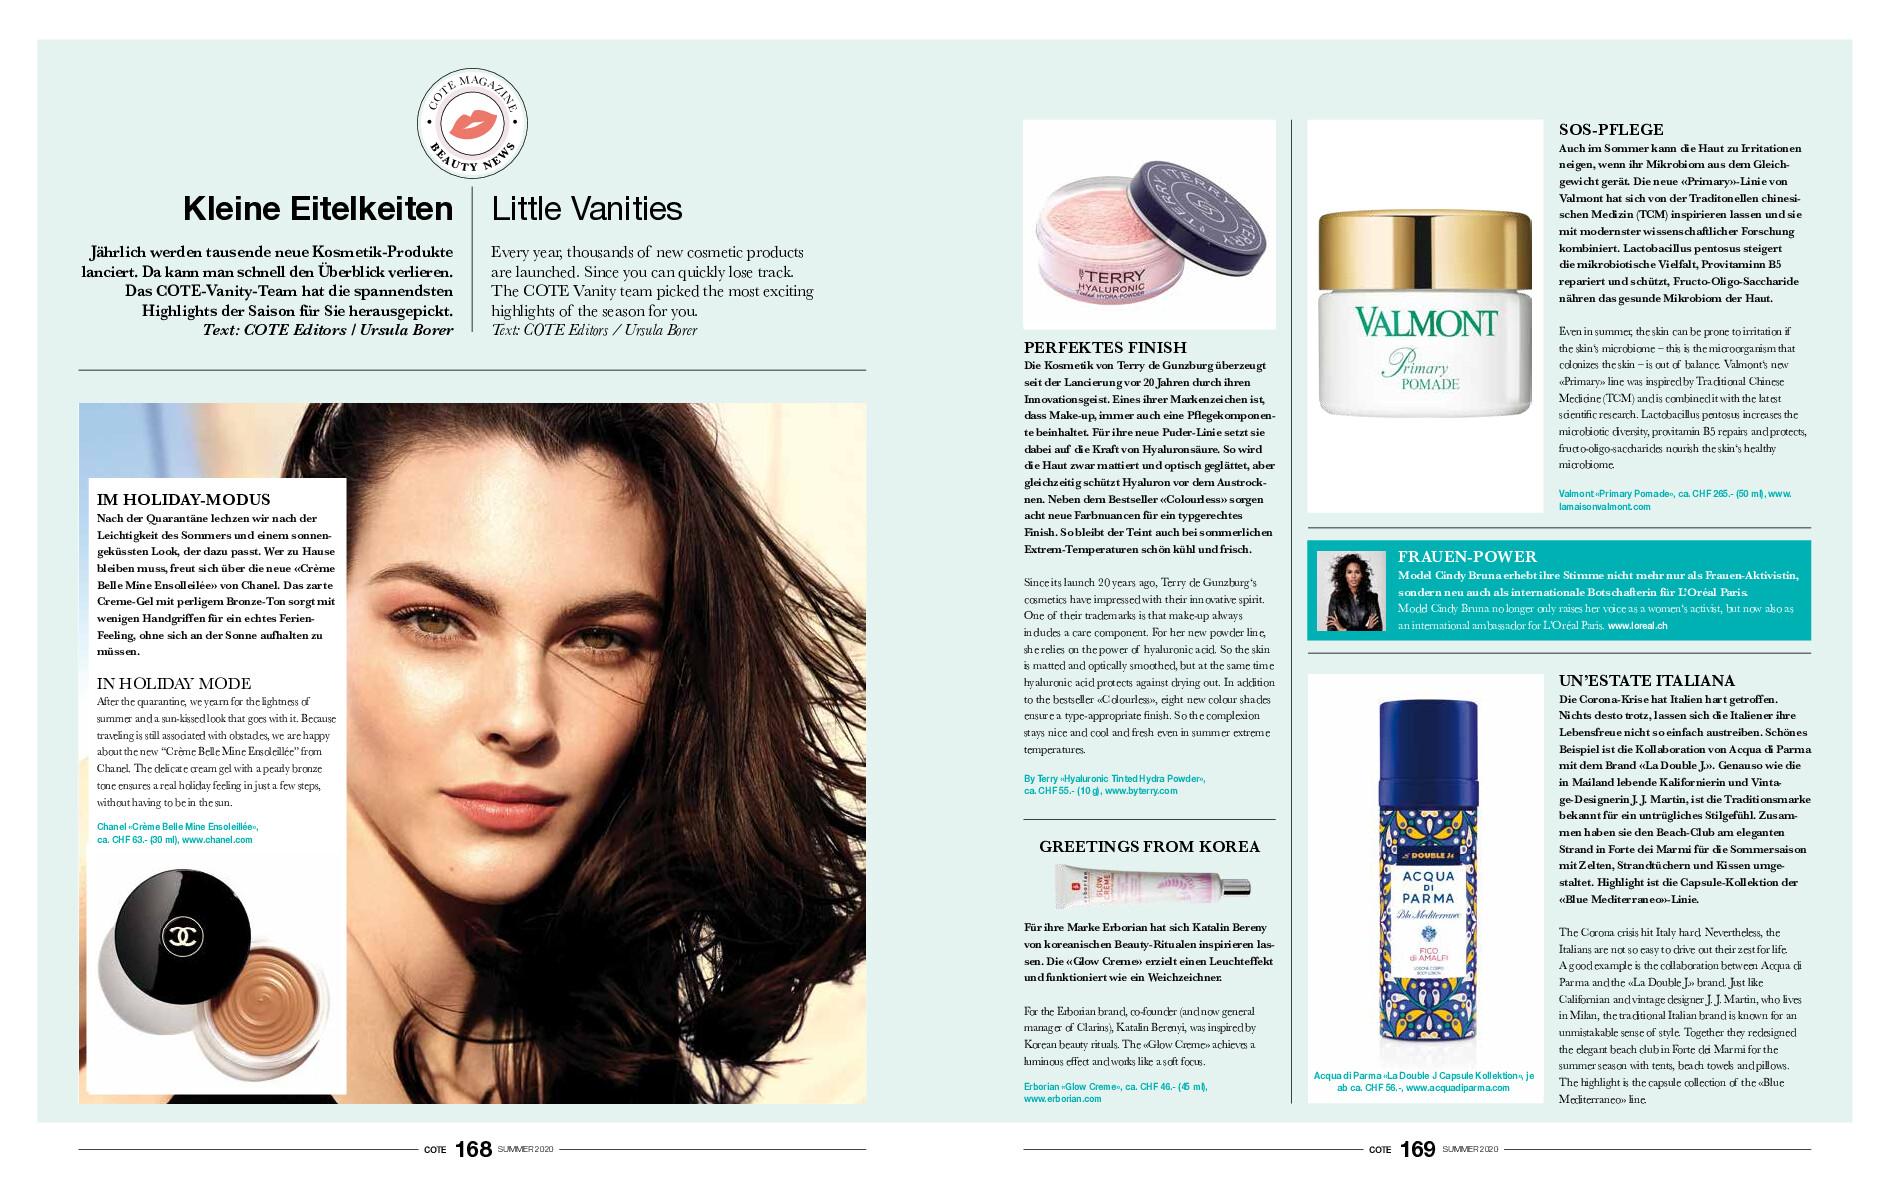 COTE MAGAZINE
BEAUTY NEWS
Kleine Eitelkeiten
Jährlich werden tausende neue Kosmetik-Produkte
lanciert. Da kann man schnell den Überblick verlieren.
Das COTE-Vanity-Team hat die spannendsten
Highlights der Saison für Sie herausgepickt.
Text: COTE Editors / Ursula Borer
Little Vanities
Every year, thousands of new cosmetic products
are launched. Since you can quickly lose track.
The COTE Vanity team picked the most exciting
highlights of the season for you.
Text: COTE Editors / Ursula Borer
IM HOLIDAY-MODUS
Nach der Quarantäne lechzen wir nach der
Leichtigkeit des Sommers und einem sonnen-
geküssten Look, der dazu passt. Wer zu Hause
bleiben muss, freut sich über die neue «Crème
Belle Mine Ensolleilée» von Chanel. Das zarte
Creme-Gel mit perligem Bronze-Ton sorgt mit
wenigen Handgriffen für ein echtes Ferien-
Feeling, ohne sich an der Sonne aufhalten zu
müssen.
IN HOLIDAY MODE
After the quarantine, we yearn for the lightness of
summer and a sun-kissed look that goes with it. Because
traveling is still associated with obstacles, we are happy
about the new “Crème Belle Mine Ensoleillée” from
Chanel. The delicate cream gel with a pearly bronze
tone ensures a real holiday feeling in just a few steps,
without having to be in the sun.
Chanel «Crème Belle Mine Ensoleillée»,
ca. CHF 63.- (30 ml), www.chanel.com
COTE 168 SUMMER 2020
BY TERRY
HYALURONIC
Tinted HYDRA-POWDER
PERFEKTES FINISH
Die Kosmetik von Terry de Gunzburg überzeugt
seit der Lancierung vor 20 Jahren durch ihren
Innovationsgeist. Eines ihrer Markenzeichen ist,
dass Make-up, immer auch eine Pflegekomponen-
te beinhaltet. Für ihre neue Puder-Linie setzt sie
dabei auf die Kraft von Hyaluronsäure. So wird
die Haut zwar mattiert und optisch geglättet, aber
gleichzeitig schützt Hyaluron vor dem Austrock-
nen. Neben dem Bestseller «Colourless» sorgen
acht neue Farbnuancen für ein typgerechtes
Finish. So bleibt der Teint auch bei sommerlichen
Extrem-Temperaturen schön kühl und frisch.
Since its launch 20 years ago, Terry de Gunzburg‘s
cosmetics have impressed with their innovative spirit.
One of their trademarks is that make-up always
includes a care component. For her new powder line,
she relies on the power of hyaluronic acid. So the skin
is matted and optically smoothed, but at the same time
hyaluronic acid protects against drying out. In addition
to the bestseller «Colourless», eight new colour shades
ensure a type-appropriate finish. So the complexion
stays nice and cool and fresh even in summer extreme
temperatures.
By Terry «Hyaluronic Tinted Hydra Powder»,
ca. CHF 55.- (10 g), www.byterry.com
GREETINGS FROM KOREA
erborian
GLOW
CREME
Für ihre Marke Erborian hat sich Katalin Bereny
von koreanischen Beauty-Ritualen inspirieren las-
sen. Die «Glow Creme» erzielt einen Leuchteffekt
und funktioniert wie ein Weichzeichner.
For the Erborian brand, co-founder (and now general
manager of Clarins), Katalin Berenyi, was inspired by
Korean beauty rituals. The «Glow Creme» achieves a
luminous effect and works like a soft focus.
Erborian «Glow Creme», ca. CHF 46.- (45 ml),
www.erborian.com
VALMONT
Primary
POMADE
SOS-PFLEGE
Auch im Sommer kann die Haut zu Irritationen
neigen, wenn ihr Mikrobiom aus dem Gleich-
gewicht gerät. Die neue «Primary»-Linie von
Valmont hat sich von der Traditonellen chinesi-
schen Medizin (TCM) inspirieren lassen und sie
mit modernster wissenschaftlicher Forschung
kombiniert. Lactobacillus pentosus steigert
die mikrobiotische Vielfalt, Provitaminn B5
repariert und schützt, Fructo-Oligo-Saccharide
nähren das gesunde Mikrobiom der Haut.
Even in summer, the skin can be prone to irritation if
the skin‘s microbiome – this is the microorganism that
colonizes the skin – is out of balance. Valmont‘s new
«Primary» line was inspired by Traditional Chinese
Medicine (TCM) and is combined it with the latest
scientific research. Lactobacillus pentosus increases the
microbiotic diversity, provitamin B5 repairs and protects,
fructo-oligo-saccharides nourish the skin‘s healthy
microbiome.
Valmont «Primary Pomade», ca. CHF 265.- (50 ml), www.
lamaisonvalmont.com
FRAUEN-POWER
Model Cindy Bruna erhebt ihre Stimme nicht mehr nur als Frauen-Aktivistin,
sondern neu auch als internationale Botschafterin für L’Oréal Paris.
Model Cindy Bruna no longer only raises her voice as a women‘s activist, but now also as
an international ambassador for L’Oréal Paris. www.loreal.ch
LA DOUBLE J
ACQUA
DI
PARMA
Blu Mediterraneo
FICO
di AMALFI
Acqua di Parma «La Double J Capsule Kollektion», je
ab ca. CHF 56.-, www.acquadiparma.com
UN’ESTATE ITALIANA
Die Corona-Krise hat Italien hart getroffen.
Nichts desto trotz, lassen sich die Italiener ihre
Lebensfreue nicht so einfach austreiben. Schönes
Beispiel ist die Kollaboration von Acqua di Parma
mit dem Brand «La Double J.». Genauso wie die
in Mailand lebende Kalifornierin und Vinta-
ge-Designerin J. J. Martin, ist die Traditionsmarke
bekannt für ein untrügliches Stilgefühl. Zusam-
men haben sie den Beach-Club am eleganten
Strand in Forte dei Marmi für die Sommersaison
mit Zelten, Strandtüchern und Kissen umge-
staltet. Highlight ist die Capsule-Kollektion der
«Blue Mediterraneo»-Linie.
The Corona crisis hit Italy hard. Nevertheless, the
Italians are not so easy to drive out their zest for life.
A good example is the collaboration between Acqua di
Parma and the «La Double J.» brand. Just like
Californian and vintage designer J. J. Martin, who lives
in Milan, the traditional Italian brand is known for an
unmistakable sense of style. Together they redesigned
the elegant beach club in Forte dei Marmi for the
summer season with tents, beach towels and pillows.
The highlight is the capsule collection of the «Blue
Mediterraneo» line.
COTE 169 SUMMER 2020